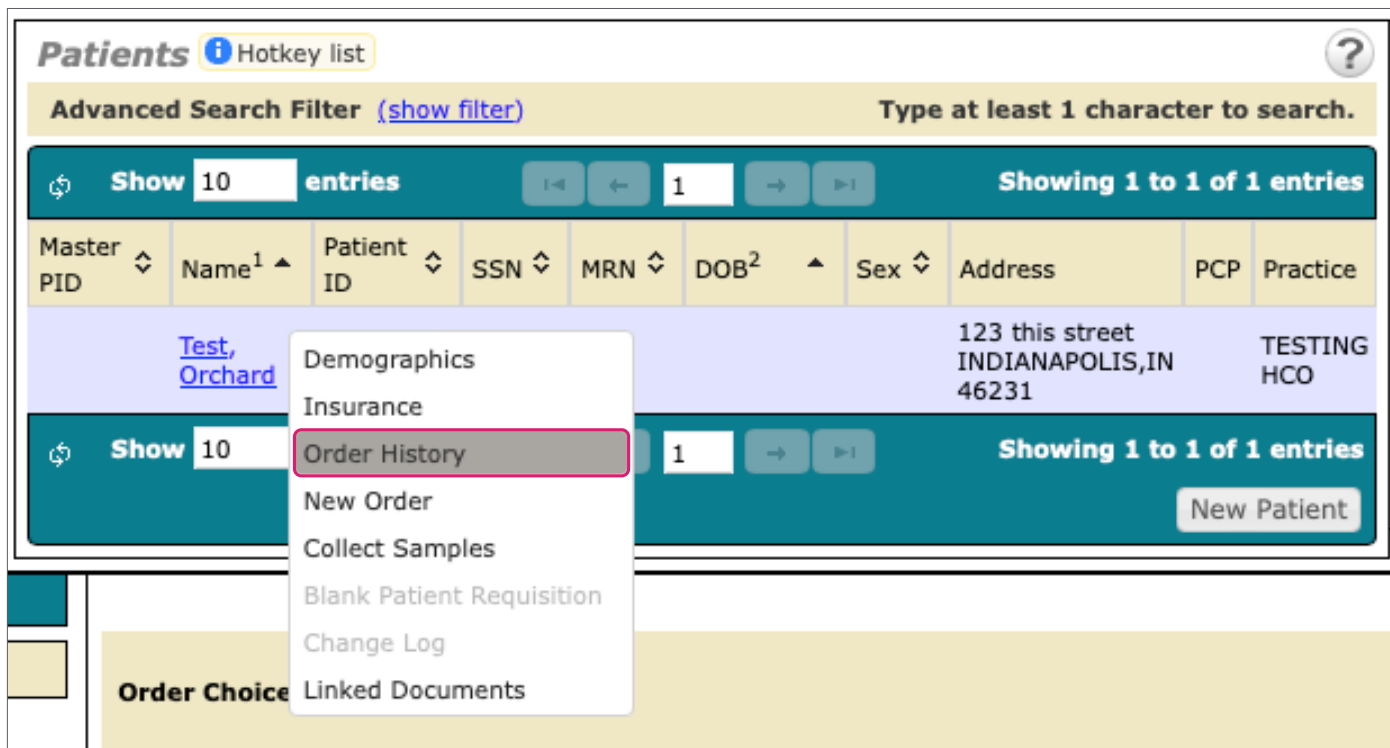 Patients Hotkey list ?
Advanced Search Filter (show filter) Type at least 1 character to search.
Show 10 entries 1 Showing 1 to 1 of 1 entries
Master PID Name1 Patient ID SSN MRN DOB2 Sex Address PCP Practice
Test, Orchard 123 this street INDIANAPOLIS,IN 46231 TESTING HCO
Demographics
Insurance
Order History
New Order
Collect Samples
Blank Patient Requisition
Change Log
Linked Documents
Show 10 1 Showing 1 to 1 of 1 entries
New Patient
Order Choice